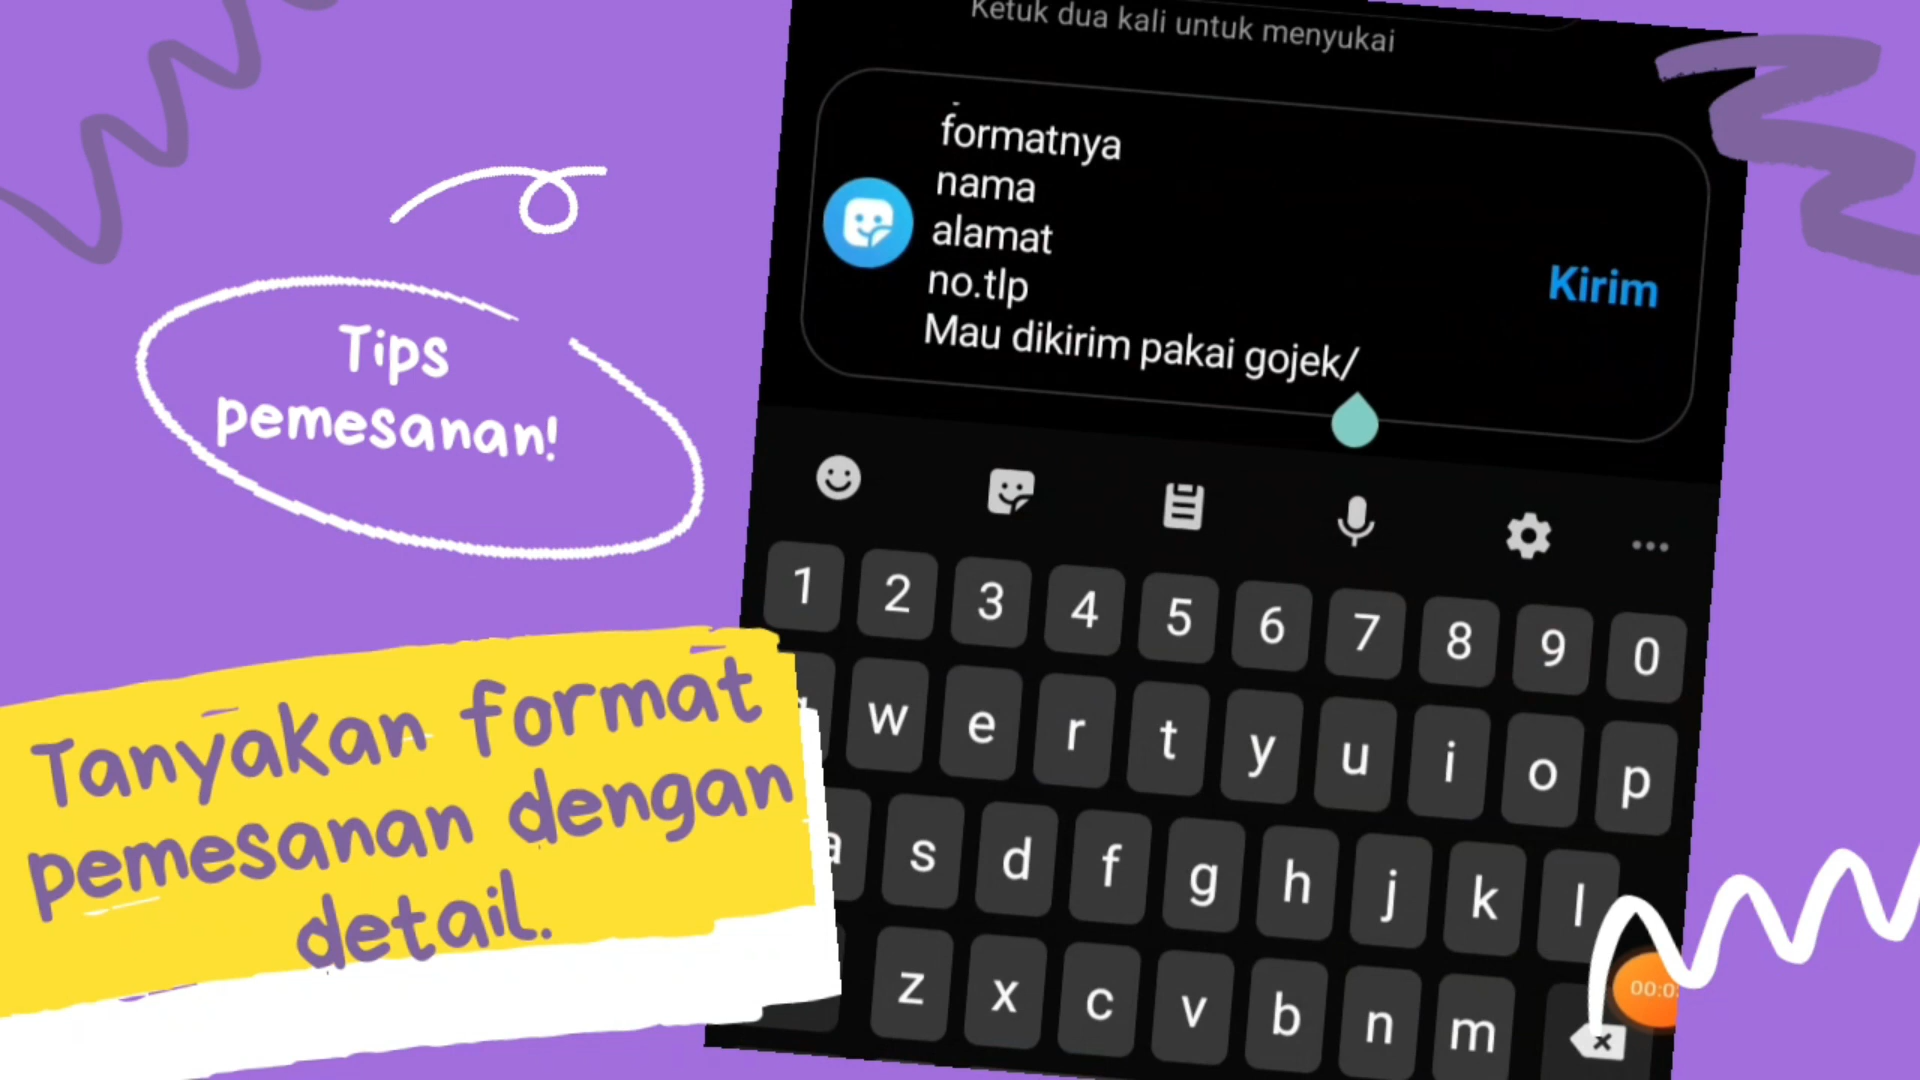 Ketuk dua kali untuk menyukai
formatnya
nama
alamat
no.tlp
Mau dikirim pakai gojek/
Kirim
Tips
pemesanan!
Tanyakan format
pemesanan dengan
detail.
1 2 3 4 5 6 7 8 9 0
w e r t y u i o p
a s d f g h j k l
z x c v b n m